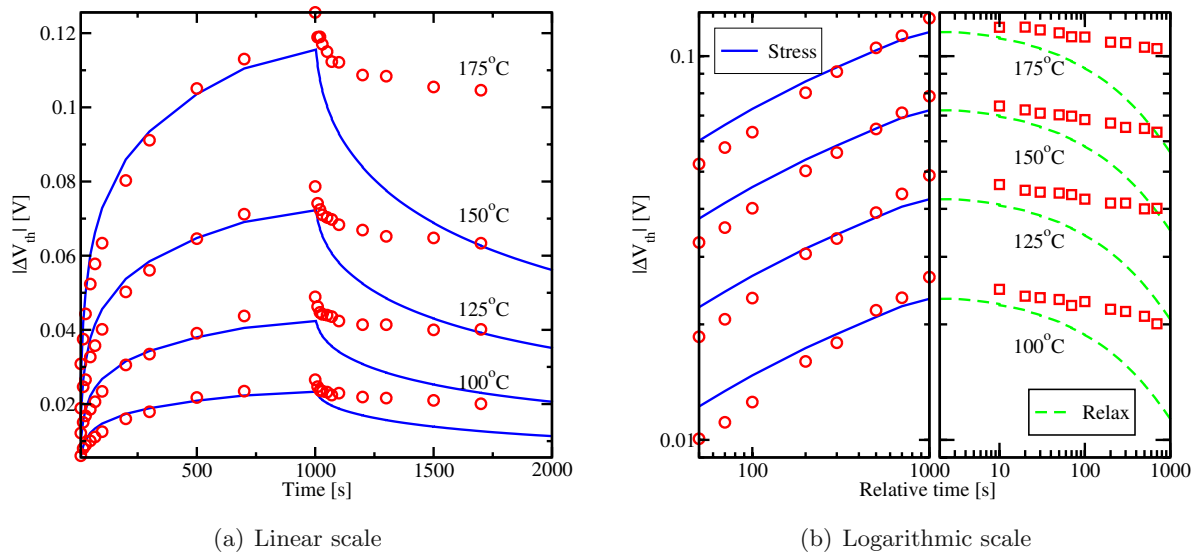 0.12
0.1
0.08
0.06
0.04
0.02
|ΔVth| [V]
175°C
150°C
125°C
100°C
500
1000
1500
2000
Time [s]
(a) Linear scale
0.1
0.01
|ΔVth| [V]
Stress
100
1000
175°C
150°C
125°C
100°C
Relax
10
100
1000
Relative time [s]
(b) Logarithmic scale